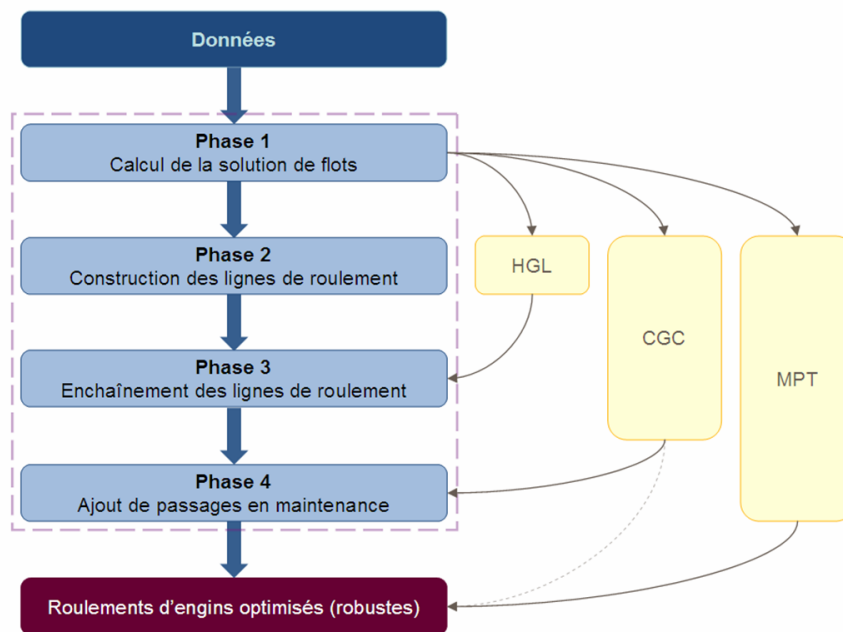 Données
Phase 1
Calcul de la solution de flots
Phase 2
Construction des lignes de roulement
HGL
CGC
MPT
Phase 3
Enchaînement des lignes de roulement
Phase 4
Ajout de passages en maintenance
Roulements d'engins optimisés (robustes)